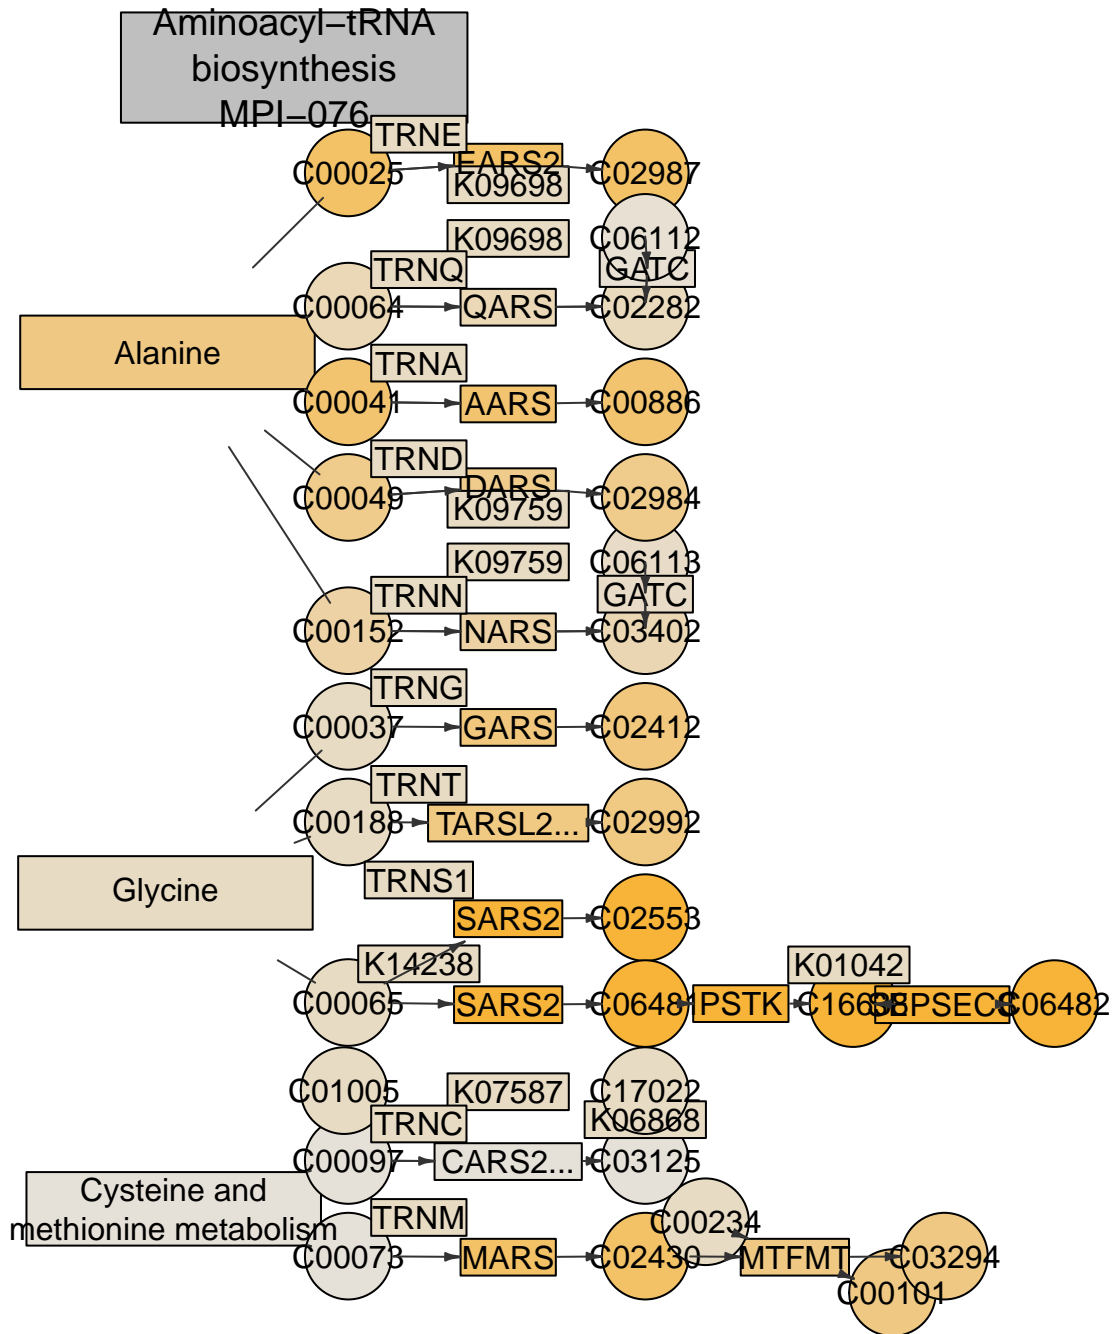 Aminoacyl−tRNA
biosynthesis
MPI−076
TRNE
C00025
EARS2
C02987
K09698
K09698
C06112
TRNQ
GATC
C00064
QARS
C02282
Alanine
TRNA
C00041
AARS
C00886
TRND
C00049
DARS
C02984
K09759
K09759
C06113
TRNN
GATC
C00152
NARS
C03402
TRNG
C00037
GARS
C02412
TRNT
C00188
TARSL2...
C02992
Glycine
TRNS1
SARS2
C02553
K14238
K01042
C00065
SARS2
C06481
PSTK
SEPSECS
C06482
C01005
K07587
C17022
TRNC
K06868
C00097
CARS2...
C03125
Cysteine and
methionine metabolism
TRNM
C00234
C00073
MARS
C02430
MTFMT
C03294
C00101